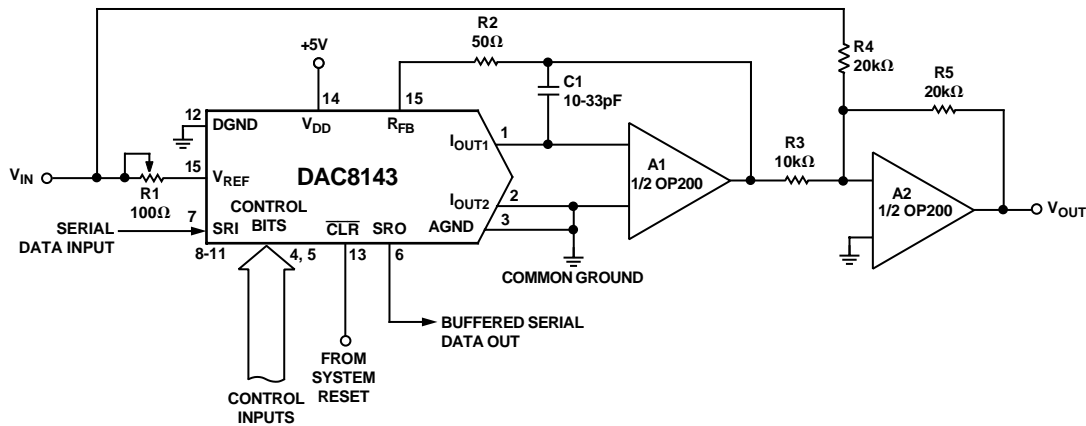 R2
50Ω
R4
20kΩ
+5V
C1
10-33pF
R5
20kΩ
14
15
12
DGND
VDD
RFB
IOUT1
1
A1
1/2 OP200
R3
10kΩ
VIN
15
VREF
DAC8143
A2
1/2 OP200
VOUT
R1
100Ω
CONTROL
BITS
IOUT2
2
SERIAL
DATA INPUT
7
SRI
CLR
SRO
AGND
3
8-11
4, 5
13
6
COMMON GROUND
BUFFERED SERIAL
DATA OUT
FROM
SYSTEM
RESET
CONTROL
INPUTS